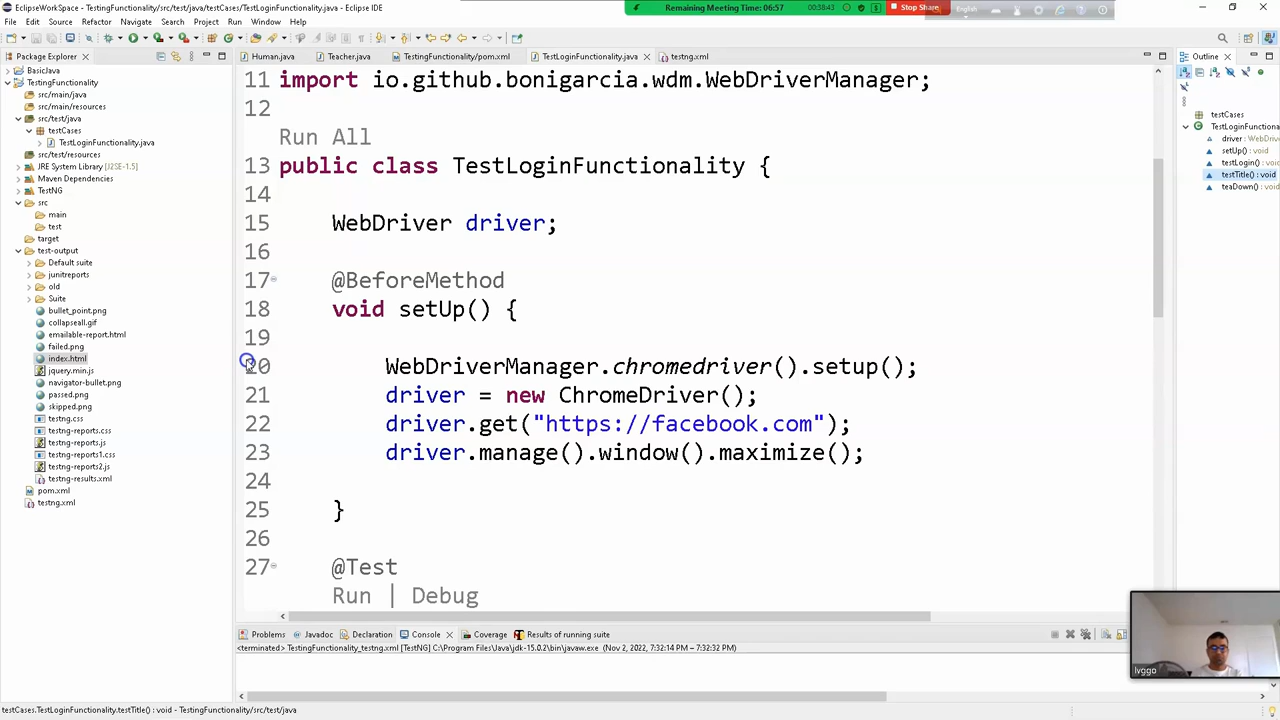 EclipseWorkSpace - TestingFunctionality/src/test/java/testCases/TestLoginFunctionality.java - Eclipse IDE
Remaining Meeting Time: 06:57
00:38:43
Stop Share
English
File Edit Source Refactor Navigate Search Project Run Window Help
Package Explorer
Human.java
Teacher.java
TestingFunctionality/pom.xml
TestLoginFunctionality.java
testng.xml
Outline
BasicJava
TestingFunctionality
src/main/java
src/main/resources
src/test/java
testCases
TestLoginFunctionality.java
src/test/resources
JRE System Library [J2SE-1.5]
Maven Dependencies
TestNG
src
main
test
target
test-output
Default suite
junitreports
old
Suite
bullet_point.png
collapseall.gif
emailable-report.html
failed.png
index.html
jquery.min.js
navigator-bullet.png
passed.png
skipped.png
testng.css
testng-reports.css
testng-reports.js
testng-reports1.css
testng-reports2.js
testng-results.xml
pom.xml
testng.xml
11 import io.github.bonigarcia.wdm.WebDriverManager;
12
Run All
13 public class TestLoginFunctionality {
14
15 WebDriver driver;
16
17 @BeforeMethod
18 void setUp() {
19
20 WebDriverManager.chromedriver().setup();
21 driver = new ChromeDriver();
22 driver.get("https://facebook.com");
23 driver.manage().window().maximize();
24
25 }
26
27 @Test
Run | Debug
testCases
TestLoginFunctiona
driver : WebDriv
setUp() : void
testLogin() : voi
testTitle() : void
teaDown() : void
Problems
Javadoc
Declaration
Console
Coverage
Results of running suite
<terminated> TestingFunctionality_testng.xml [TestNG] C:\Program Files\Java\jdk-15.0.2\bin\javaw.exe (Nov 2, 2022, 7:32:14 PM – 7:32:32 PM)
lvggo
testCases.TestLoginFunctionality.testTitle() : void - TestingFunctionality/src/test/java